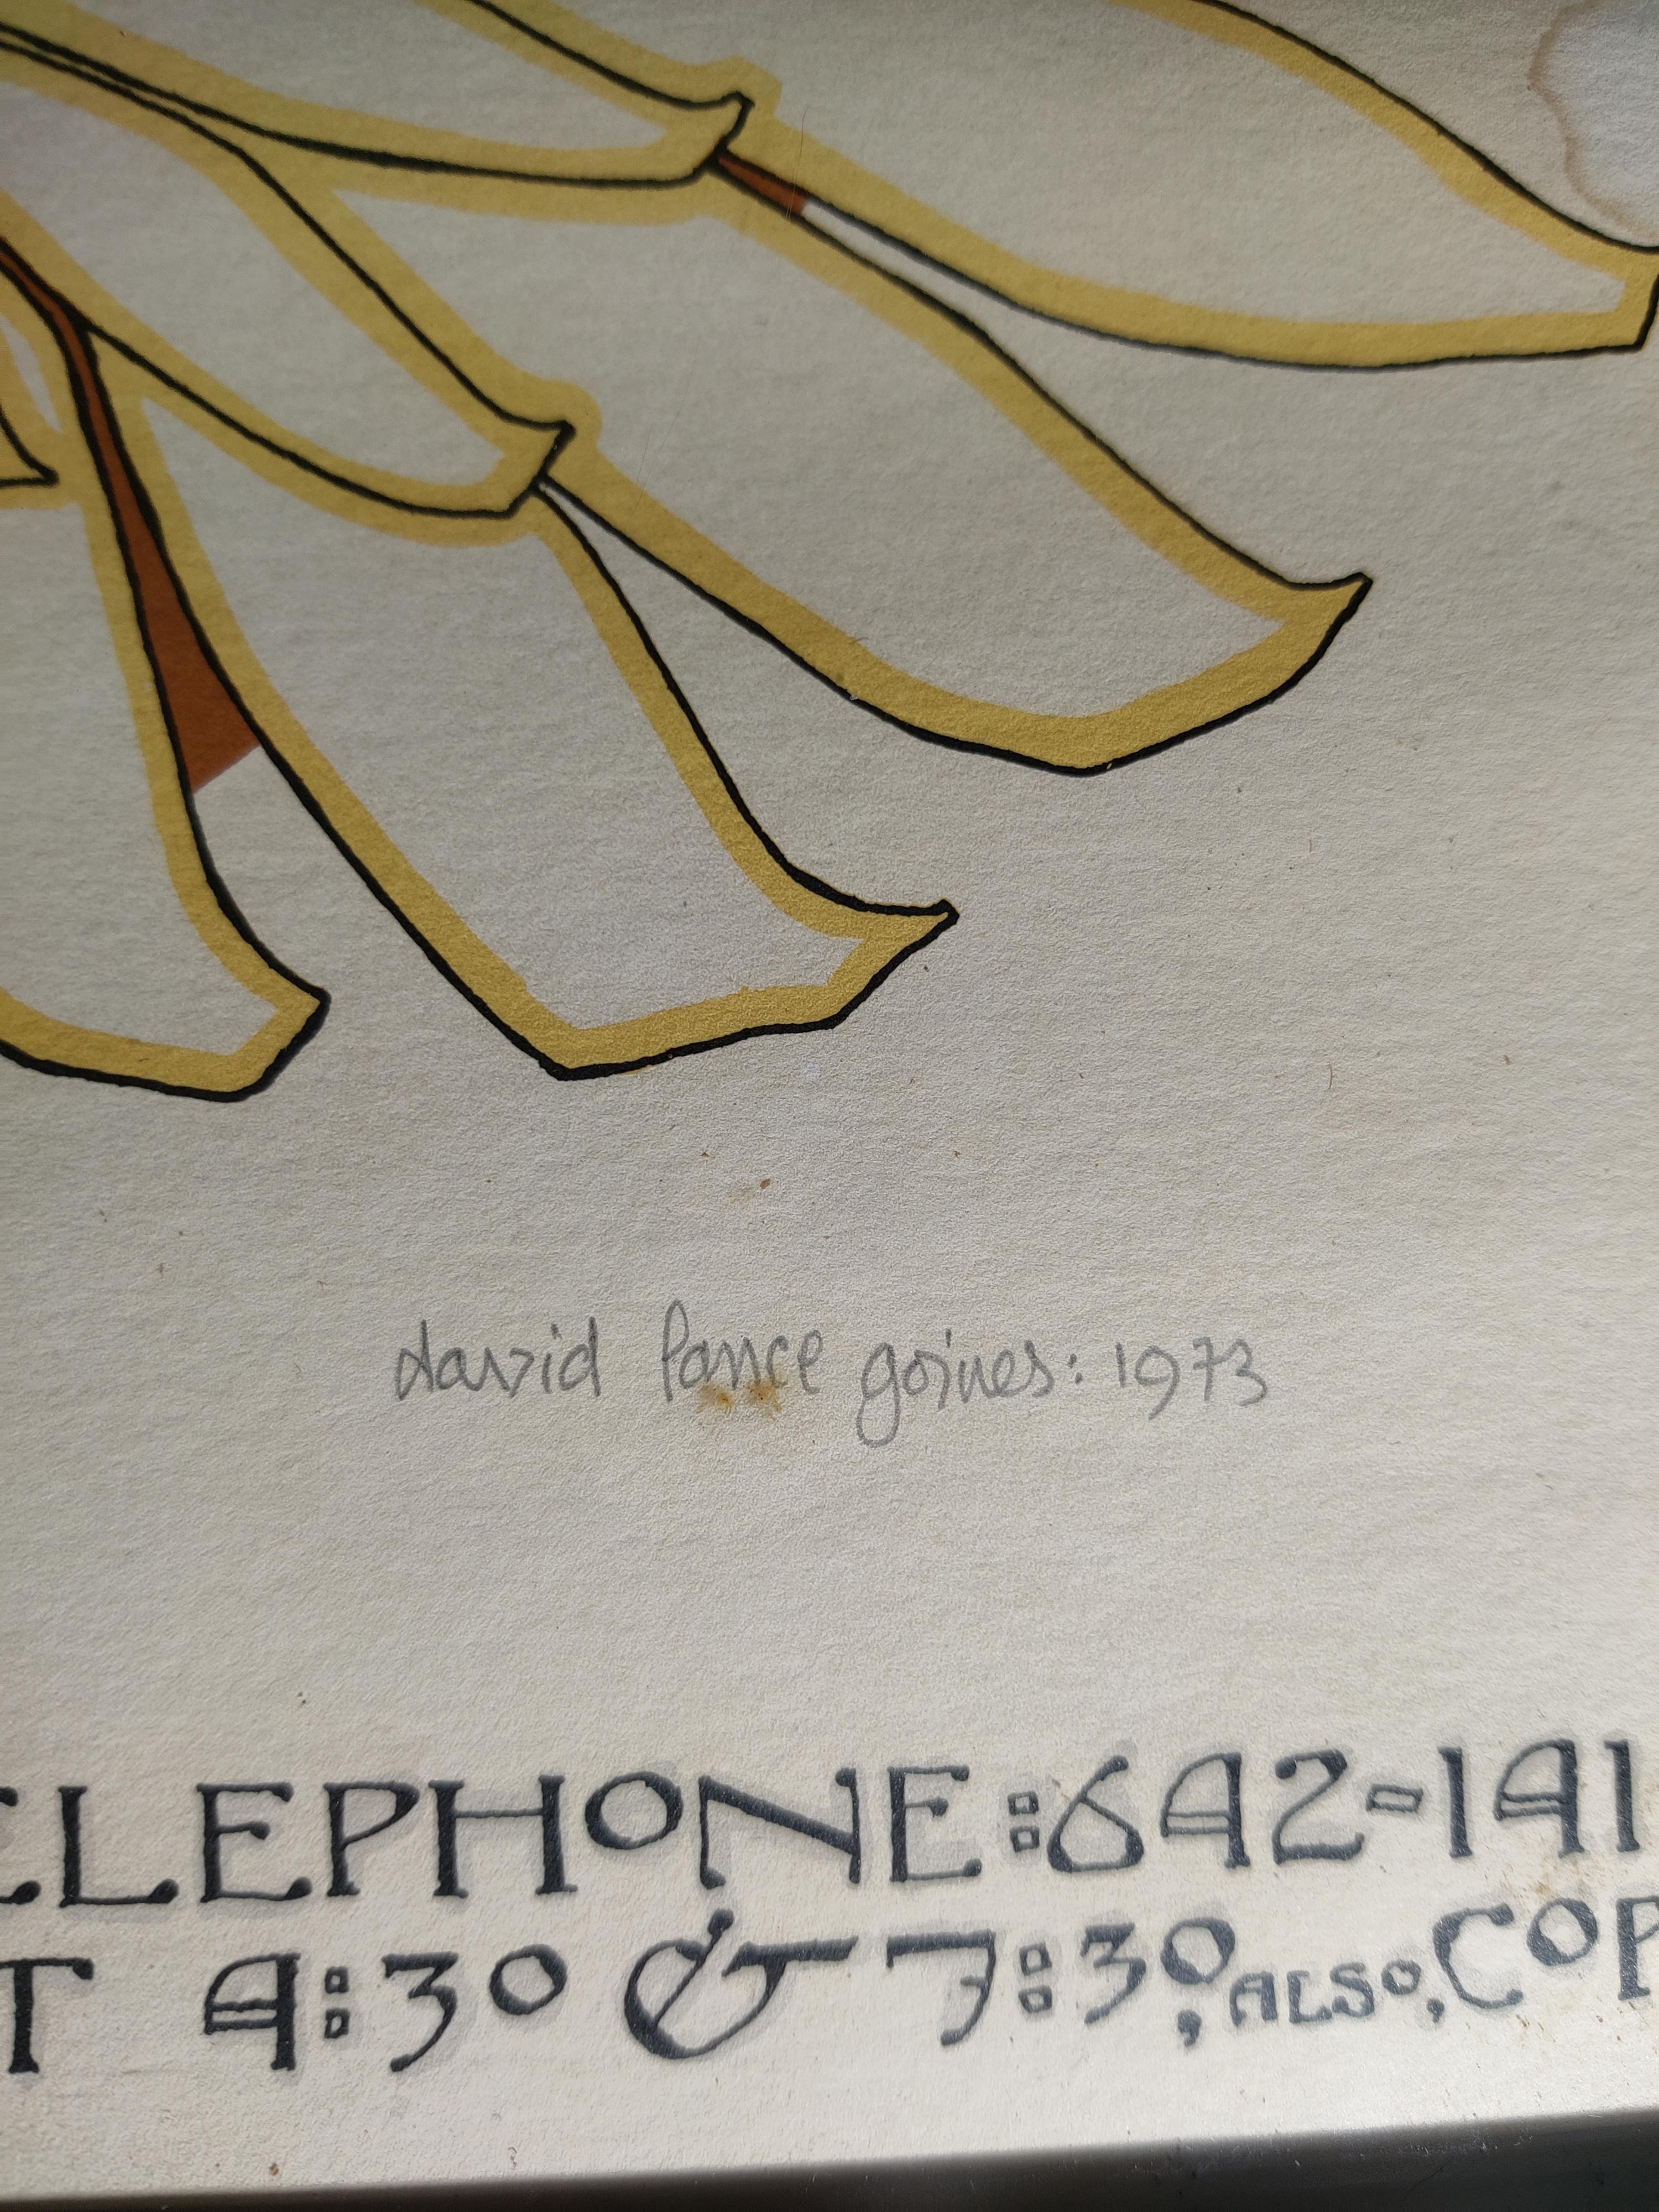 david lance goines: 1973
ELEPHONE:642-141
T 4:30 & 7:30, ALSO, COP